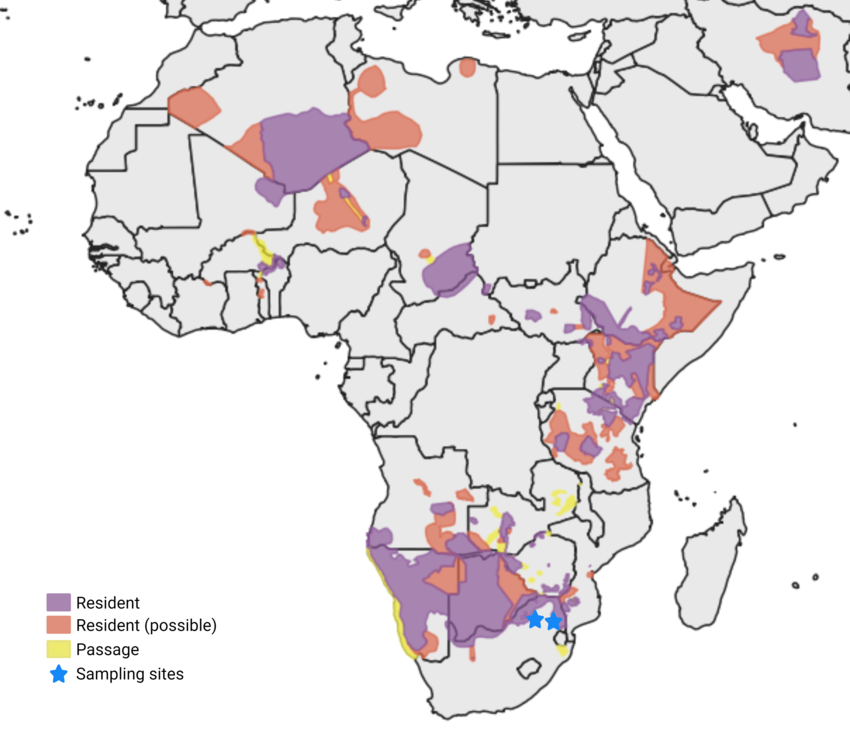 Resident
Resident (possible)
Passage
Sampling sites